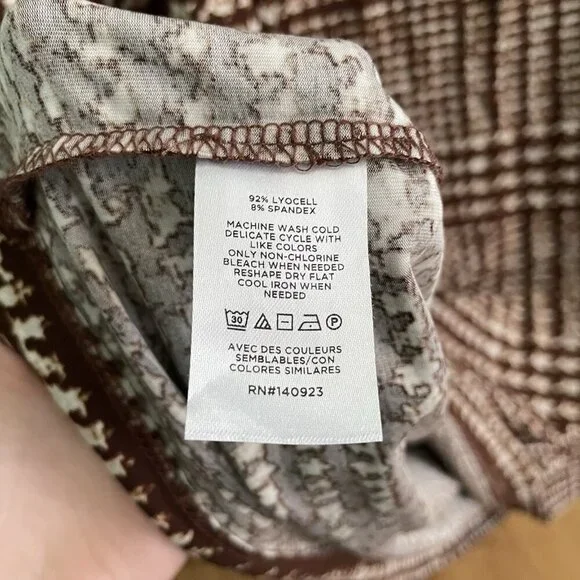 92% LYOCELL
8% SPANDEX
MACHINE WASH COLD
DELICATE CYCLE WITH
LIKE COLORS
ONLY NON-CHLORINE
BLEACH WHEN NEEDED
RESHAPE DRY FLAT
COOL IRON WHEN
NEEDED
30 P
AVEC DES COULEURS
SEMBLABLES/CON
COLORES SIMILARES
RN#140923